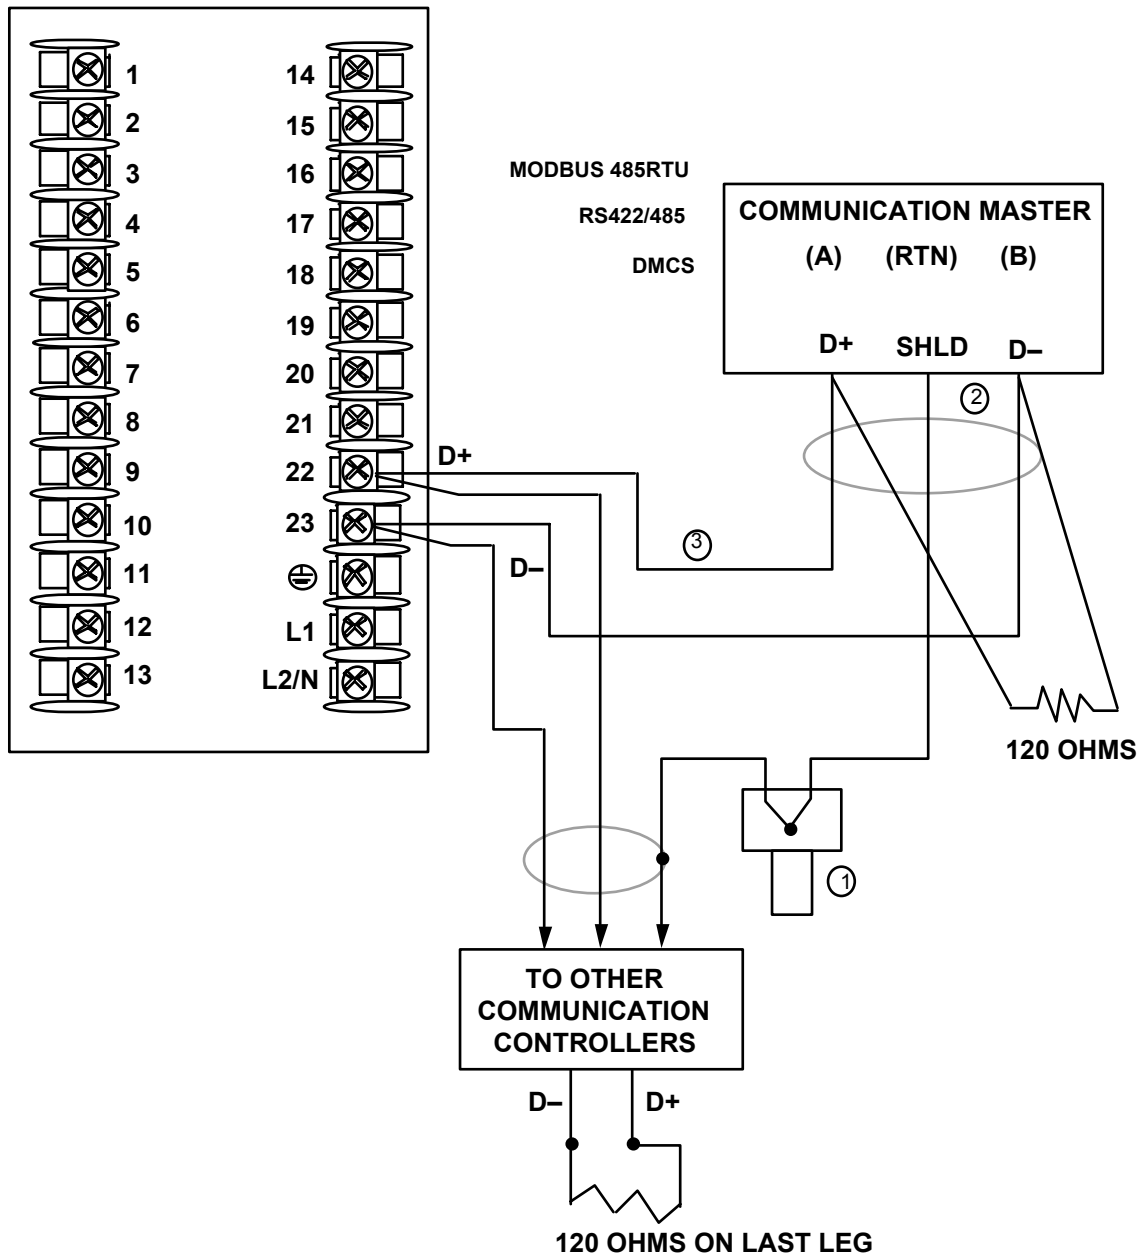 1
2
3
4
5
6
7
8
9
10
11
12
13
14
15
16
17
18
19
20
21
22
23
L1
L2/N
D+
D–
MODBUS 485RTU
RS422/485
DMCS
COMMUNICATION MASTER
(A) (RTN) (B)
D+ SHLD D–
2
3
120 OHMS
1
TO OTHER
COMMUNICATION
CONTROLLERS
D– D+
120 OHMS ON LAST LEG